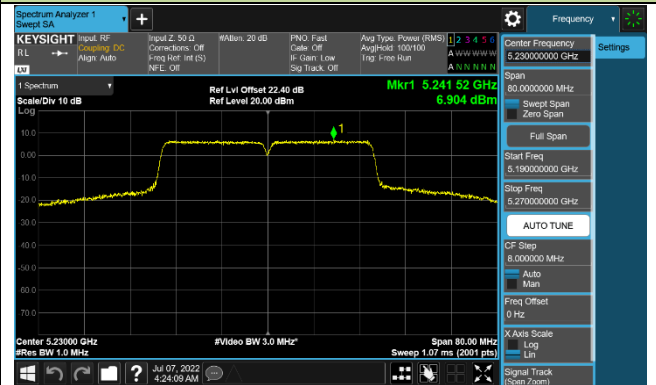 Spectrum Analyzer 1
Swept SA
+
Frequency
KEYSIGHT
RL
LXI
Input: RF
Coupling: DC
Align: Auto
Input Z: 50 Ω
Corrections: Off
Freq Ref: Int (S)
NFE: Off
#Atten: 20 dB
PNO: Fast
Gate: Off
IF Gain: Low
Sig Track: Off
Avg Type: Power (RMS)
Avg|Hold: 100/100
Trig: Free Run
1 2 3 4 5 6
A W W W W W
A N N N N N
1 Spectrum
Scale/Div 10 dB
Log
Ref Lvl Offset 22.40 dB
Ref Level 20.00 dBm
Mkr1 5.241 52 GHz
6.904 dBm
1
10.0
0.00
-10.0
-20.0
-30.0
-40.0
-50.0
-60.0
-70.0
Center 5.23000 GHz
#Res BW 1.0 MHz
#Video BW 3.0 MHz*
Span 80.00 MHz
Sweep 1.07 ms (2001 pts)
?
Jul 07, 2022
4:24:09 AM
Center Frequency
5.230000000 GHz
Settings
Span
80.0000000 MHz
Swept Span
Zero Span
Full Span
Start Freq
5.190000000 GHz
Stop Freq
5.270000000 GHz
AUTO TUNE
CF Step
8.000000 MHz
Auto
Man
Freq Offset
0 Hz
X Axis Scale
Log
Lin
Signal Track
(Span Zoom)